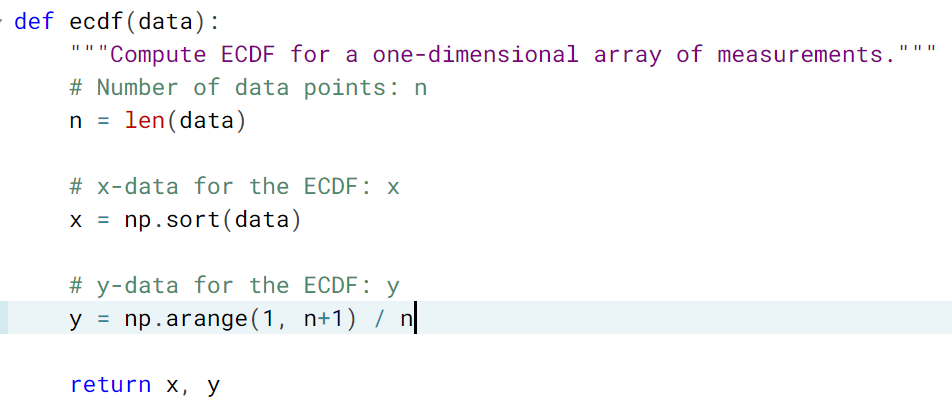 def ecdf(data):
    """Compute ECDF for a one-dimensional array of measurements."""
    # Number of data points: n
    n = len(data)
    # x-data for the ECDF: x
    x = np.sort(data)
    # y-data for the ECDF: y
    y = np.arange(1, n+1) / n
    return x, y